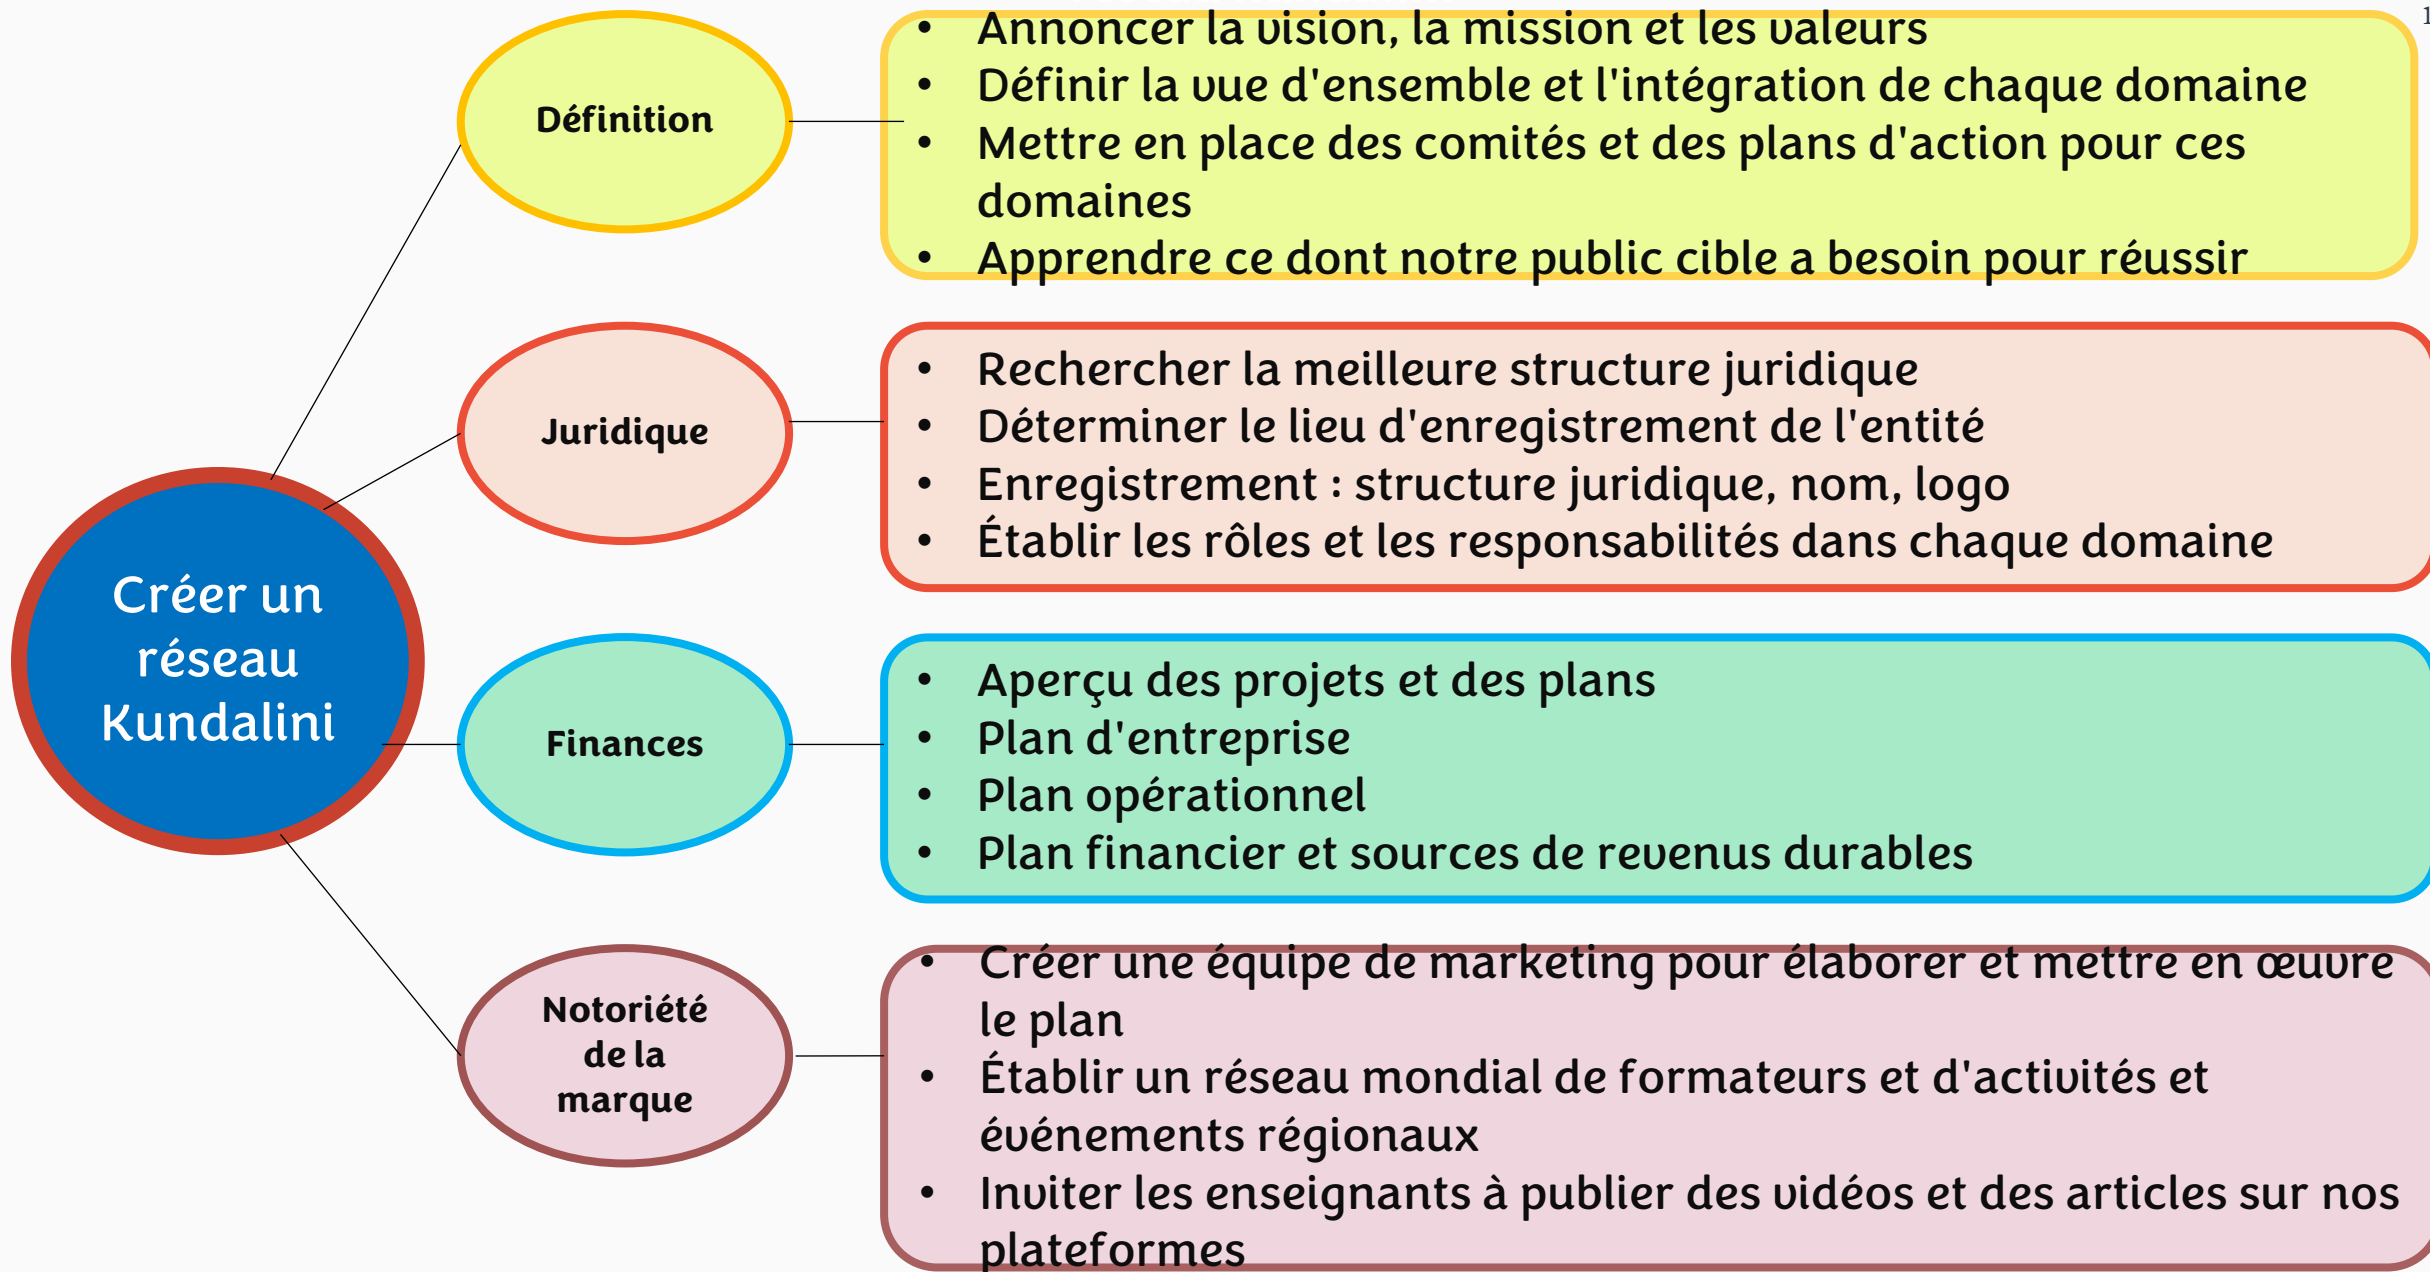 1
Définition
• Annoncer la vision, la mission et les valeurs
• Définir la vue d'ensemble et l'intégration de chaque domaine
• Mettre en place des comités et des plans d'action pour ces
domaines
• Apprendre ce dont notre public cible a besoin pour réussir
Juridique
• Rechercher la meilleure structure juridique
• Déterminer le lieu d'enregistrement de l'entité
• Enregistrement : structure juridique, nom, logo
• Établir les rôles et les responsabilités dans chaque domaine
Créer un
réseau
Kundalini
Finances
• Aperçu des projets et des plans
• Plan d'entreprise
• Plan opérationnel
• Plan financier et sources de revenus durables
Notoriété
de la
marque
• Créer une équipe de marketing pour élaborer et mettre en œuvre
le plan
• Établir un réseau mondial de formateurs et d'activités et
événements régionaux
• Inviter les enseignants à publier des vidéos et des articles sur nos
plateformes